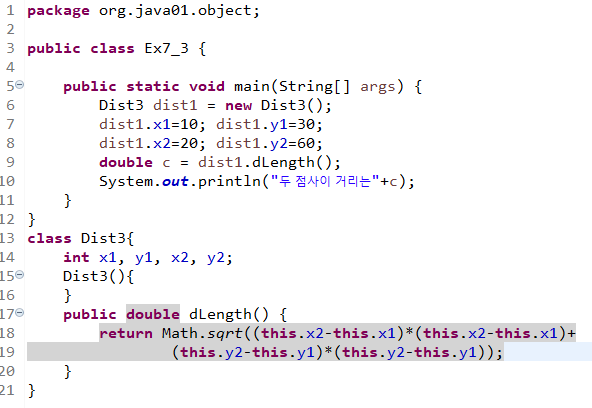 1 package org.java01.object;
2
3 public class Ex7_3 {
4
5 public static void main(String[] args) {
6 Dist3 dist1 = new Dist3();
7 dist1.x1=10; dist1.y1=30;
8 dist1.x2=20; dist1.y2=60;
9 double c = dist1.dLength();
10 System.out.println("두 점사이 거리는"+c);
11 }
12 }
13 class Dist3{
14 int x1, y1, x2, y2;
15 Dist3(){
16 }
17 public double dLength() {
18 return Math.sqrt((this.x2-this.x1)*(this.x2-this.x1)+
19 (this.y2-this.y1)*(this.y2-this.y1));
20 }
21 }